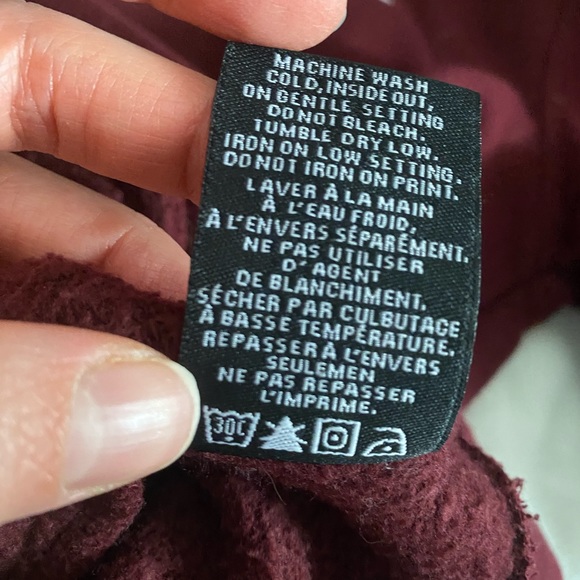 MACHINE WASH
COLD, INSIDE OUT,
ON GENTLE SETTING
DO NOT BLEACH.
TUMBLE DRY LOW.
IRON ON LOW SETTING.
DO NOT IRON ON PRINT.
LAVER À LA MAIN
À L'EAU FROID,
À L'ENVERS SÉPARÉMENT.
NE PAS UTILISER
D'AGENT
DE BLANCHIMENT.
SÉCHER PAR CULBUTAGE
À BASSE TEMPÉRATURE.
REPASSER À L'ENVERS
SEULEMEN
NE PAS REPASSER
L'IMPRIME.
30C